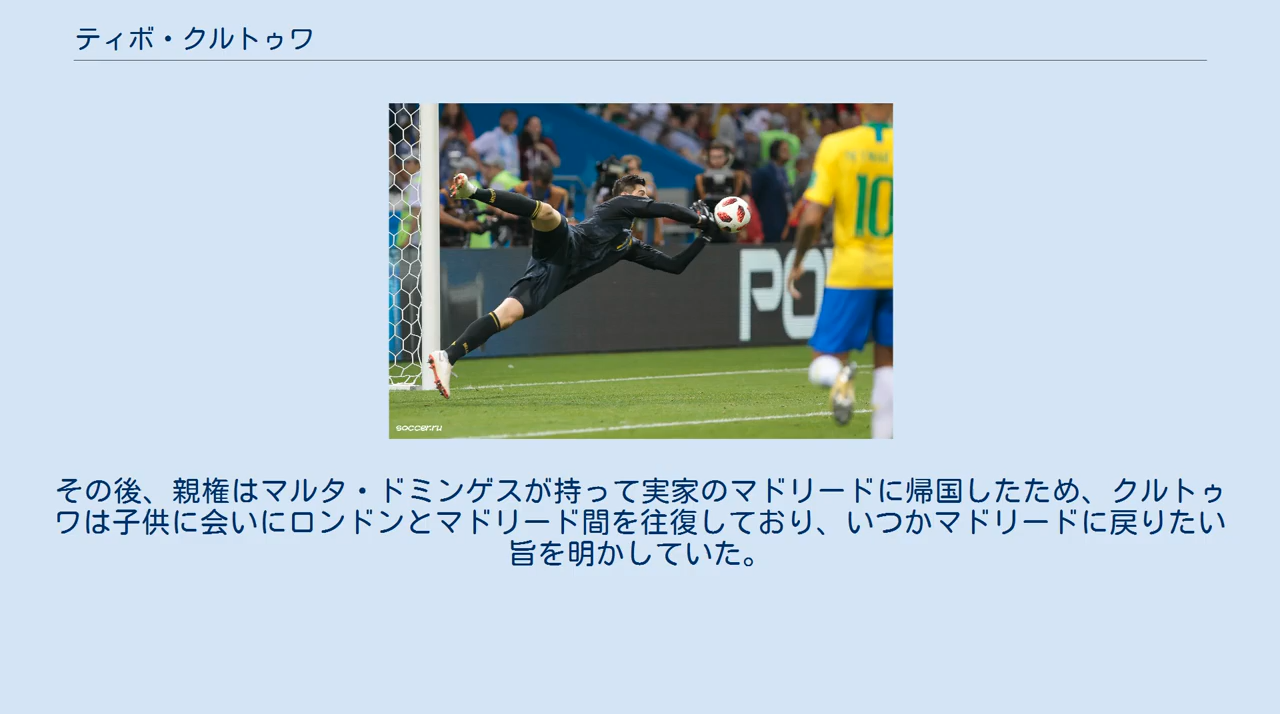 ティボ・クルトゥワ
10
PO
soccer.ru
その後、親権はマルタ・ドミンゲスが持って実家のマドリードに帰国したため、クルトゥ
ワは子供に会いにロンドンとマドリード間を往復しており、いつかマドリードに戻りたい
旨を明かしていた。